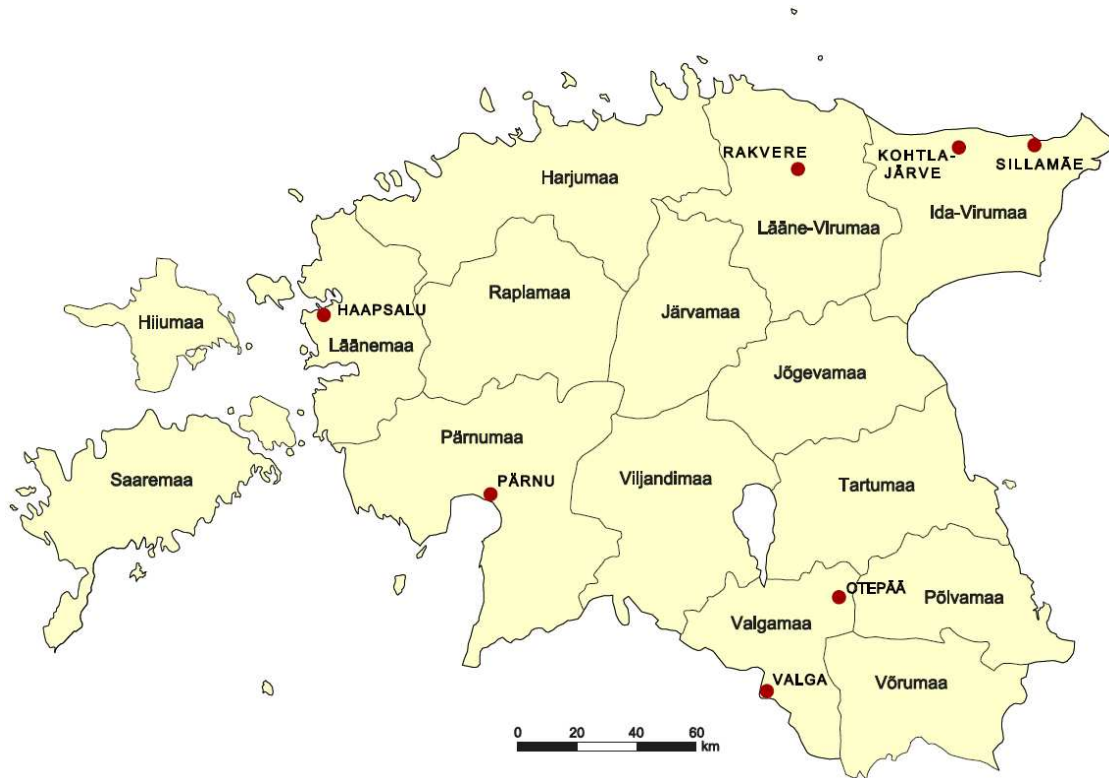 RAKVERE
KOHTLA-
JÄRVE
SILLAMÄE
Harjumaa
Lääne-Virumaa
Ida-Virumaa
Hiiumaa
HAAPSALU
Läänemaa
Raplamaa
Järvamaa
Jõgevamaa
Saaremaa
Pärnumaa
PÄRNU
Viljandimaa
Tartumaa
OTEPÄÄ
Valgamaa
Põlvamaa
VALGA
Võrumaa
0 20 40 60
km